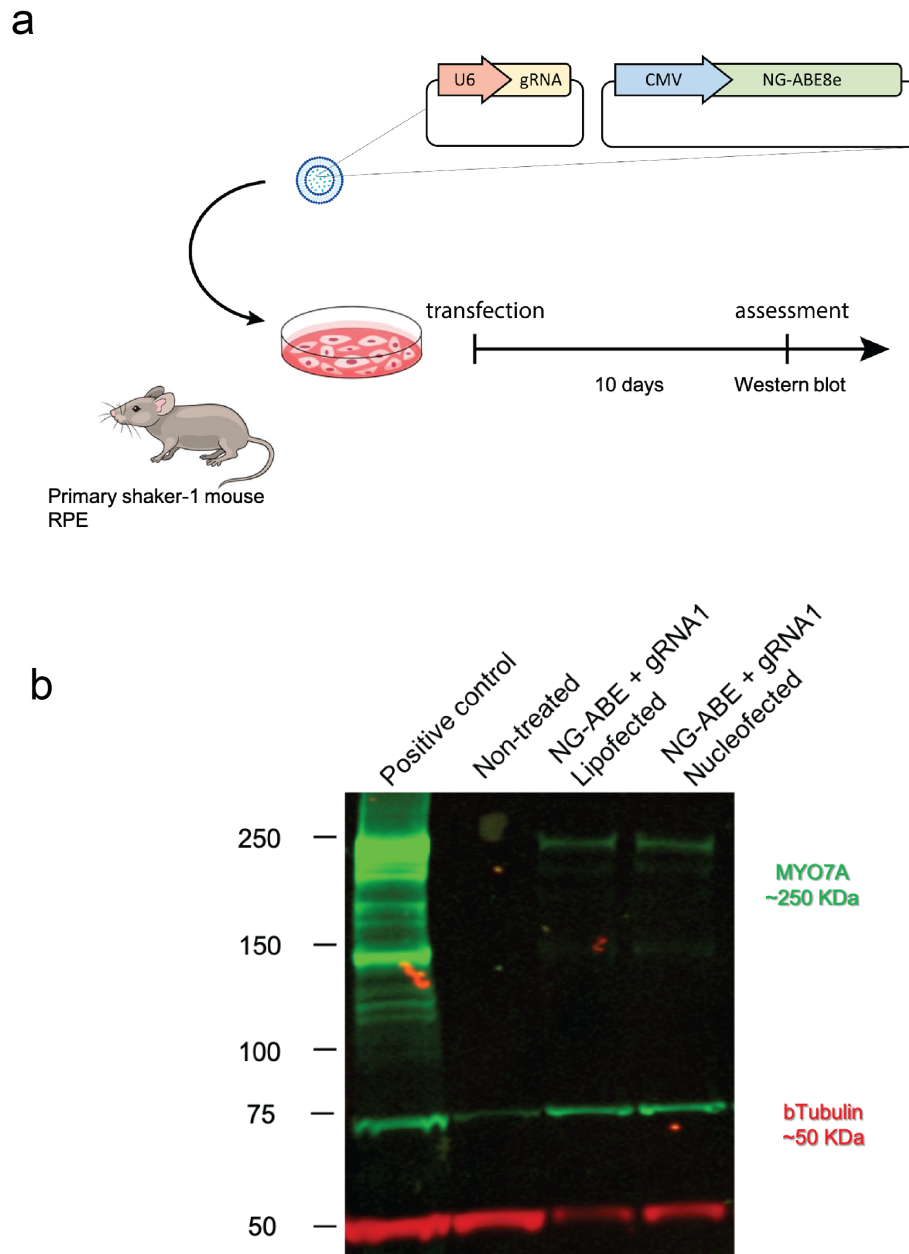 a
U6
gRNA
CMV
NG-ABE8e
transfection
assessment
10 days
Western blot
Primary shaker-1 mouse
RPE
b
Positive control
Non-treated
NG-ABE + gRNA1
Lipofected
NG-ABE + gRNA1
Nucleofected
250
150
100
75
50
MYO7A
~250 KDa
bTubulin
~50 KDa